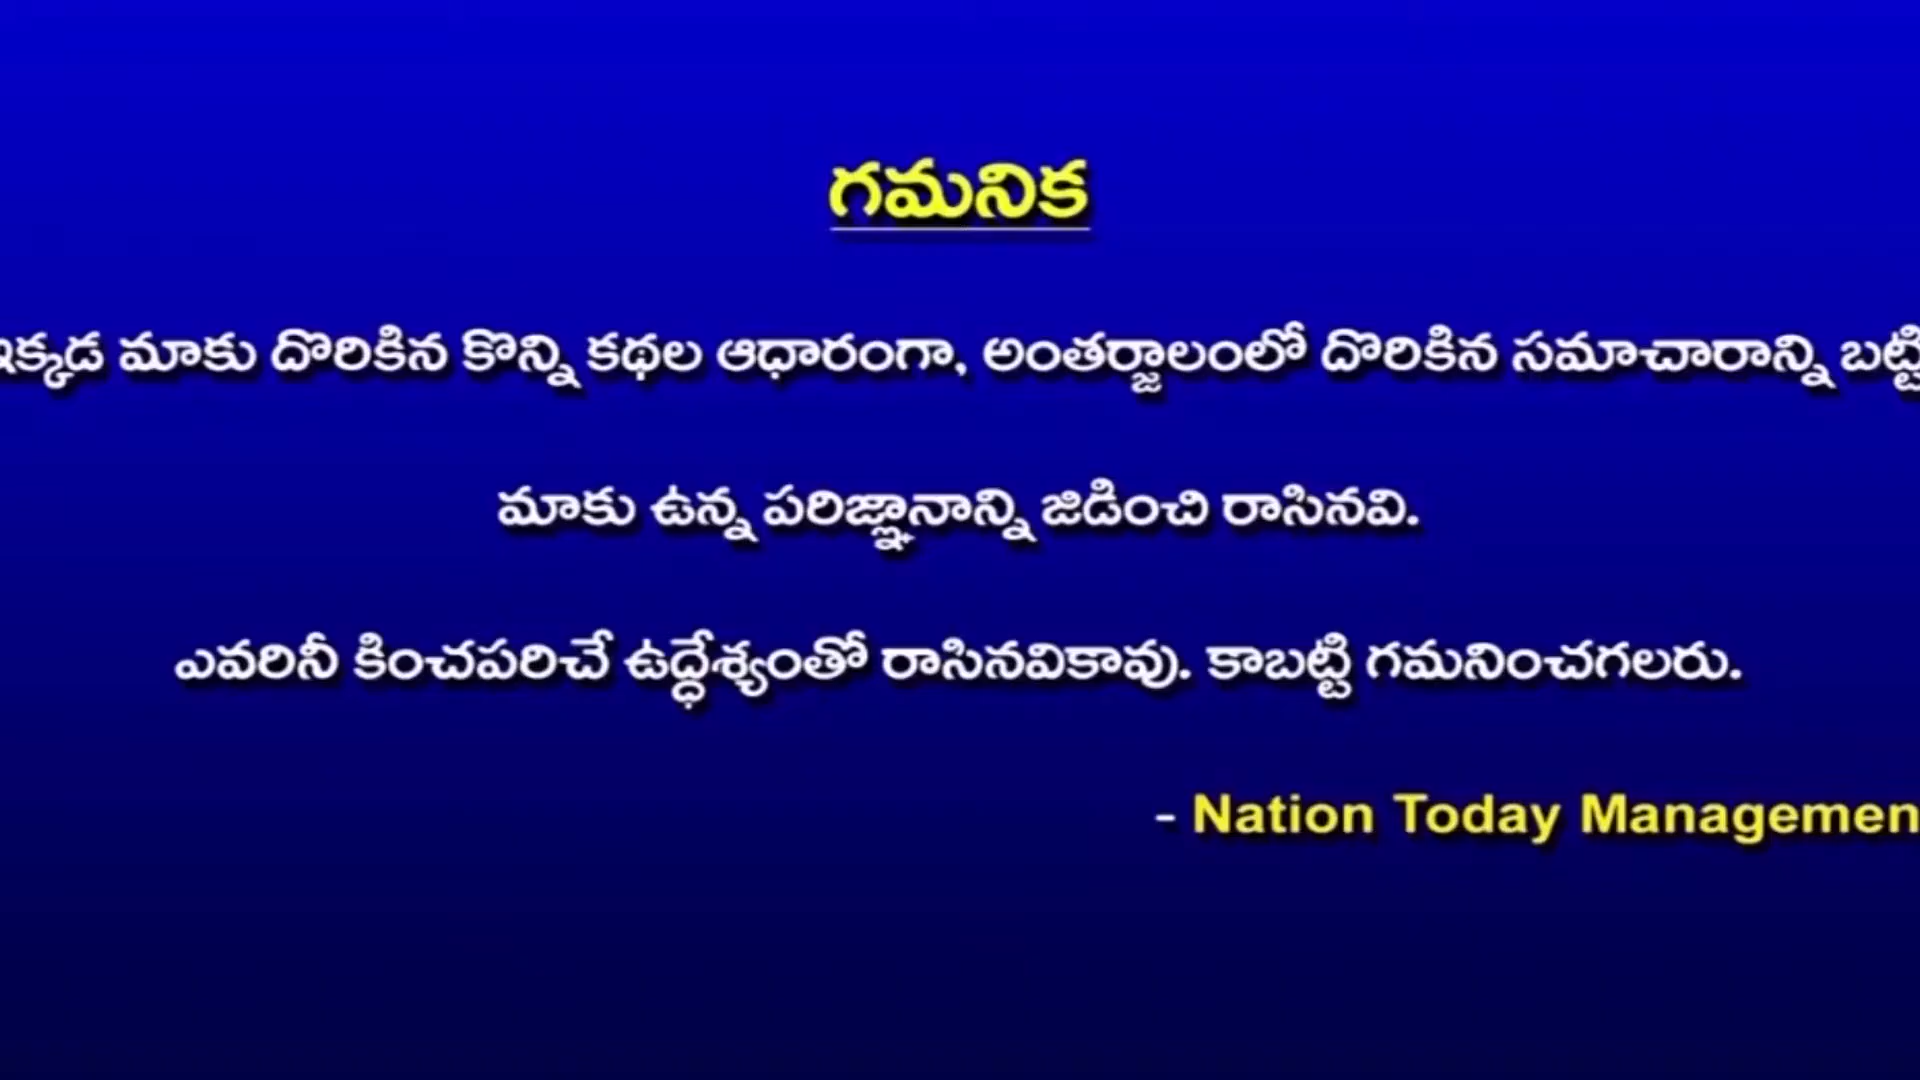 గమనిక
ఇక్కడ మాకు దొరికిన కొన్ని కథల ఆధారంగా, అంతర్జాలంలో దొరికిన సమాచారాన్ని బట్టి
మాకు ఉన్న పరిజ్ఞానాన్ని జిడించి రాసినవి.
ఎవరినీ కించపరిచే ఉద్ధేశ్యంతో రాసినవికావు. కాబట్టి గమనించగలరు.
- Nation Today Managemen